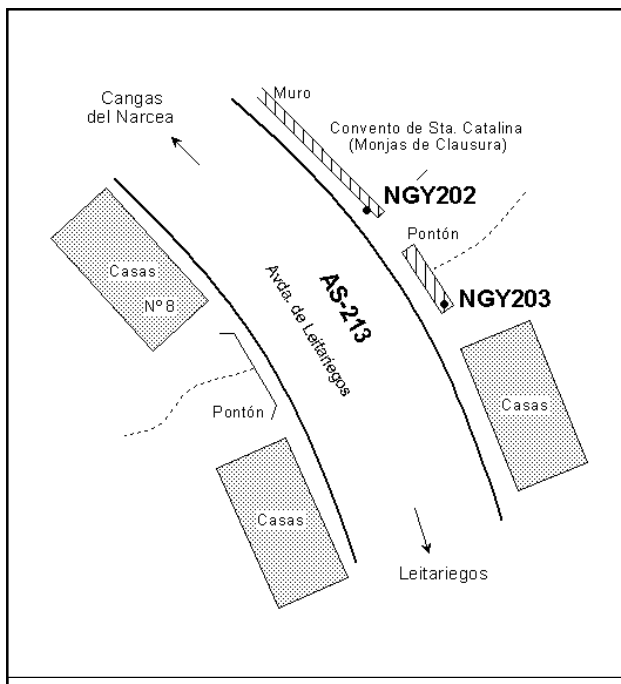 Muro
Cangas
del Narcea
Convento de Sta. Catalina
(Monjas de Clausura)
NGY202
Pontón
Casas
Nº 8
AS-213
Avda. de Leitariegos
NGY203
Pontón
Casas
Casas
Leitariegos